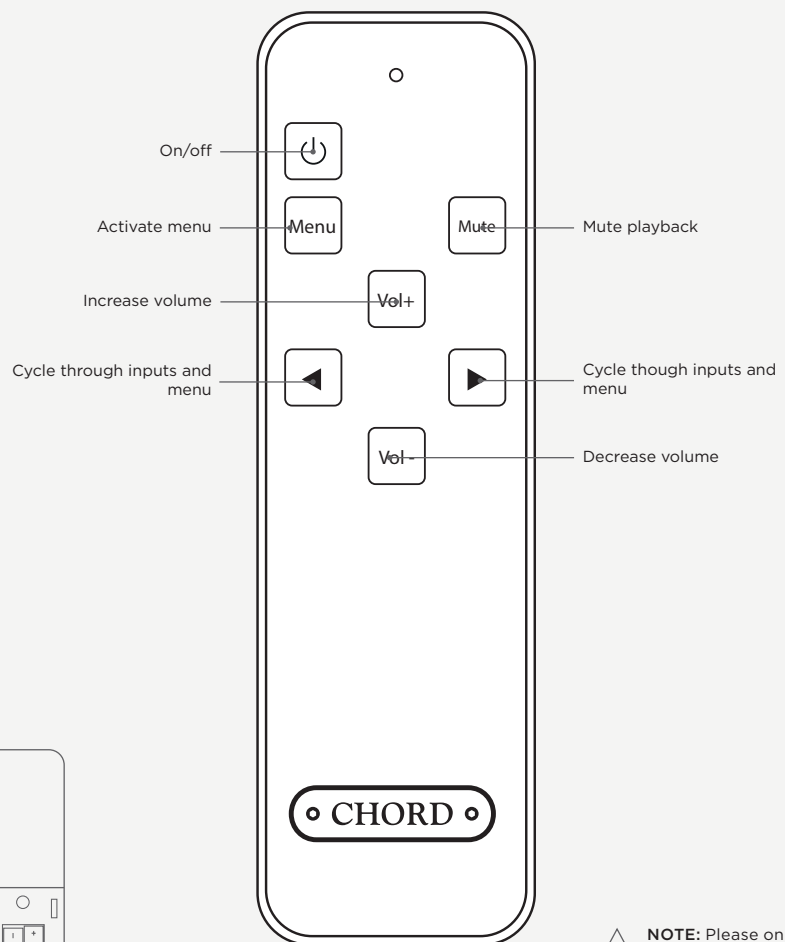 On/off
Activate menu
Menu
Mute
Mute playback
Increase volume
Vol+
Cycle through inputs and
menu
Cycle though inputs and
menu
Vol -
Decrease volume
CHORD
- +
NOTE: Please on